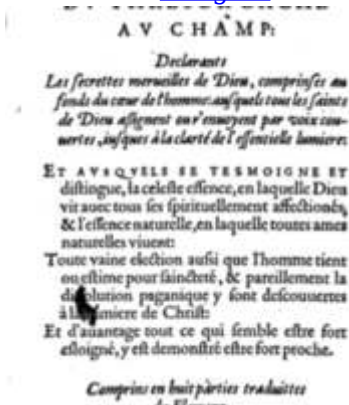 AV CHAMP:
Declarants
Les secrettes merueilles de Dieu, comprinses au
fonds du cœur de l'homme: ausquels tous les saints
de Dieu assignent ou r'enuoyent par voix cou-
uertes, iusques à la clarté de l'essentielle lumiere.
ET AVSQVELS SE TESMOIGNE ET
distingue, la celeste essence, en laquelle Dieu
vit auec tous ses spirituellement affectionés,
& l'essence naturelle, en laquelle toutes ames
naturelles viuent:
Toute vaine election aussi que l'homme tient
ou estime pour saincteté, & pareillement la
dissolution paganique y sont descouuertes
à la lumiere de Christ:
Et d'auantage tout ce qui semble estre fort
esloigné, y est demonstré estre fort proche.
Comprins en huit parties traduittes